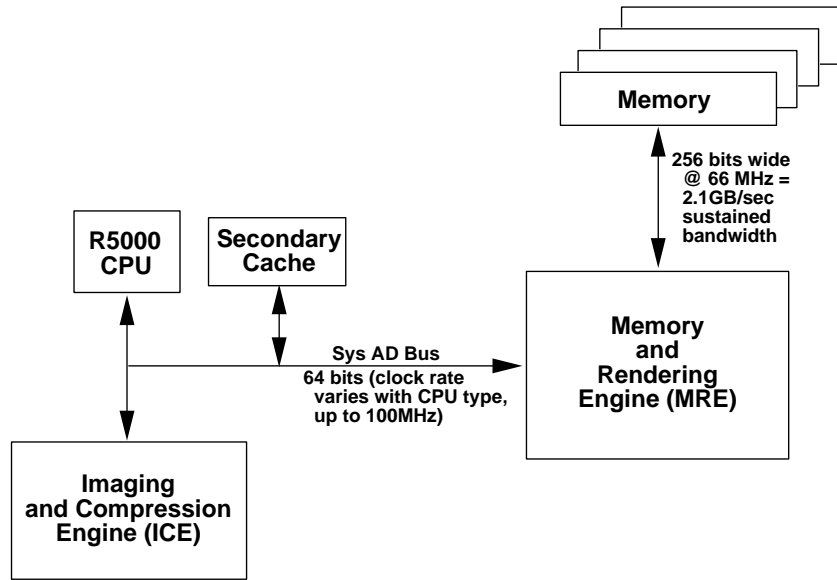 Memory
256 bits wide
@ 66 MHz =
2.1GB/sec
sustained
bandwidth
R5000
CPU
Secondary
Cache
Memory
and
Rendering
Engine (MRE)
Sys AD Bus
64 bits (clock rate
varies with CPU type,
up to 100MHz)
Imaging
and Compression
Engine (ICE)